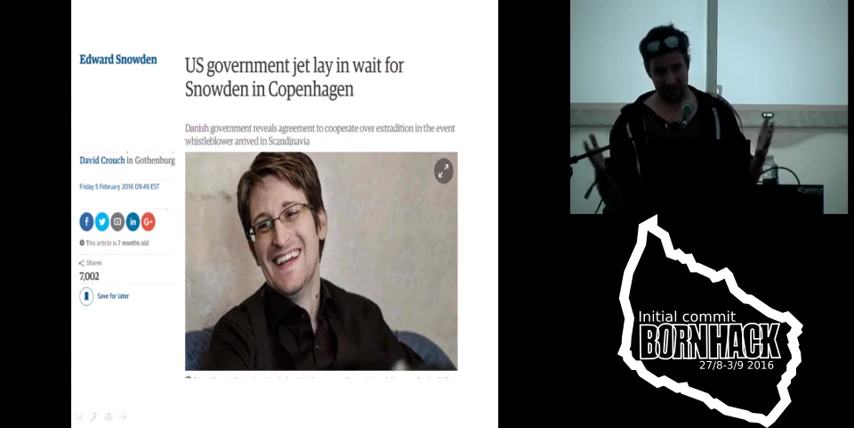 Edward Snowden
US government jet lay in wait for
Snowden in Copenhagen
Danish government reveals agreement to cooperate over extradition in the event
whistleblower arrived in Scandinavia
David Crouch in Gothenburg
Friday 5 February 2016 09.49 EST
This article is 7 months old
Shares
7,002
Save for later
Initial commit
BORNHACK
27/8-3/9 2016